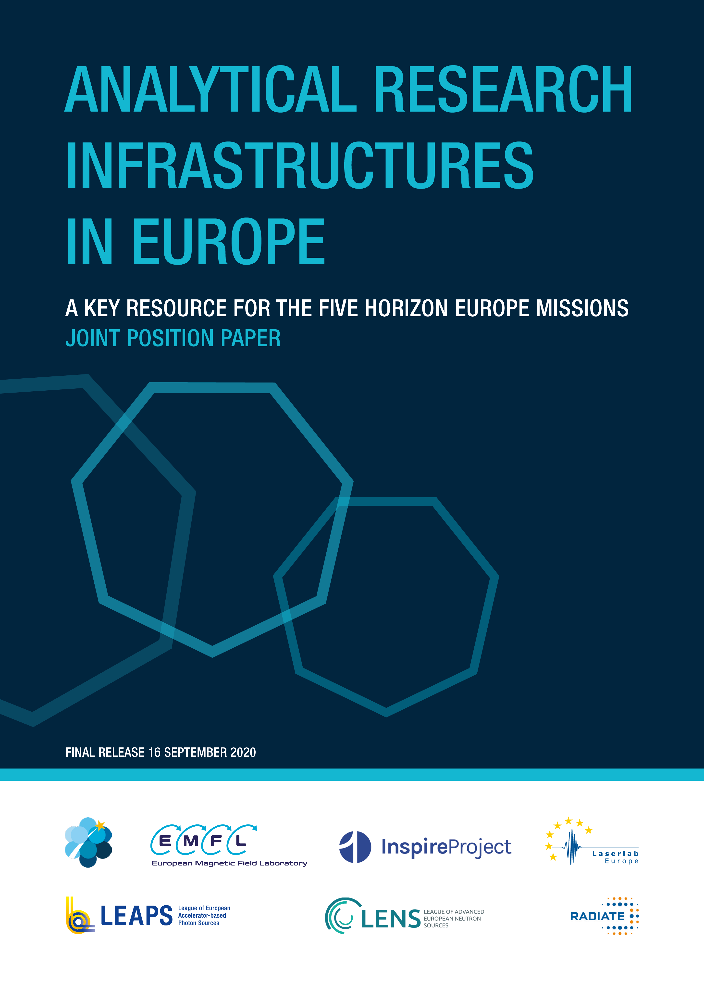 ANALYTICAL RESEARCH
INFRASTRUCTURES
IN EUROPE
A KEY RESOURCE FOR THE FIVE HORIZON EUROPE MISSIONS
JOINT POSITION PAPER
FINAL RELEASE 16 SEPTEMBER 2020
EMFL
European Magnetic Field Laboratory
InspireProject
Laserlab
Europe
LEAPS
League of European
Accelerator-based
Photon Sources
LENS
LEAGUE OF ADVANCED
EUROPEAN NEUTRON
SOURCES
RADIATE